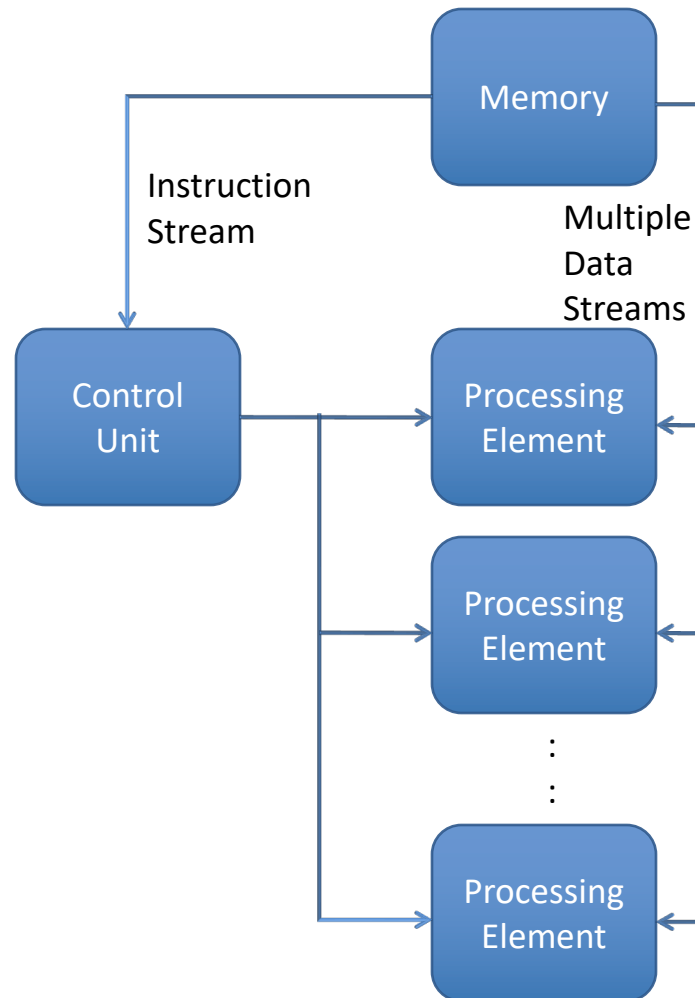 Memory
Instruction
Stream
Multiple
Data
Streams
Control
Unit
Processing
Element
Processing
Element
:
:
Processing
Element